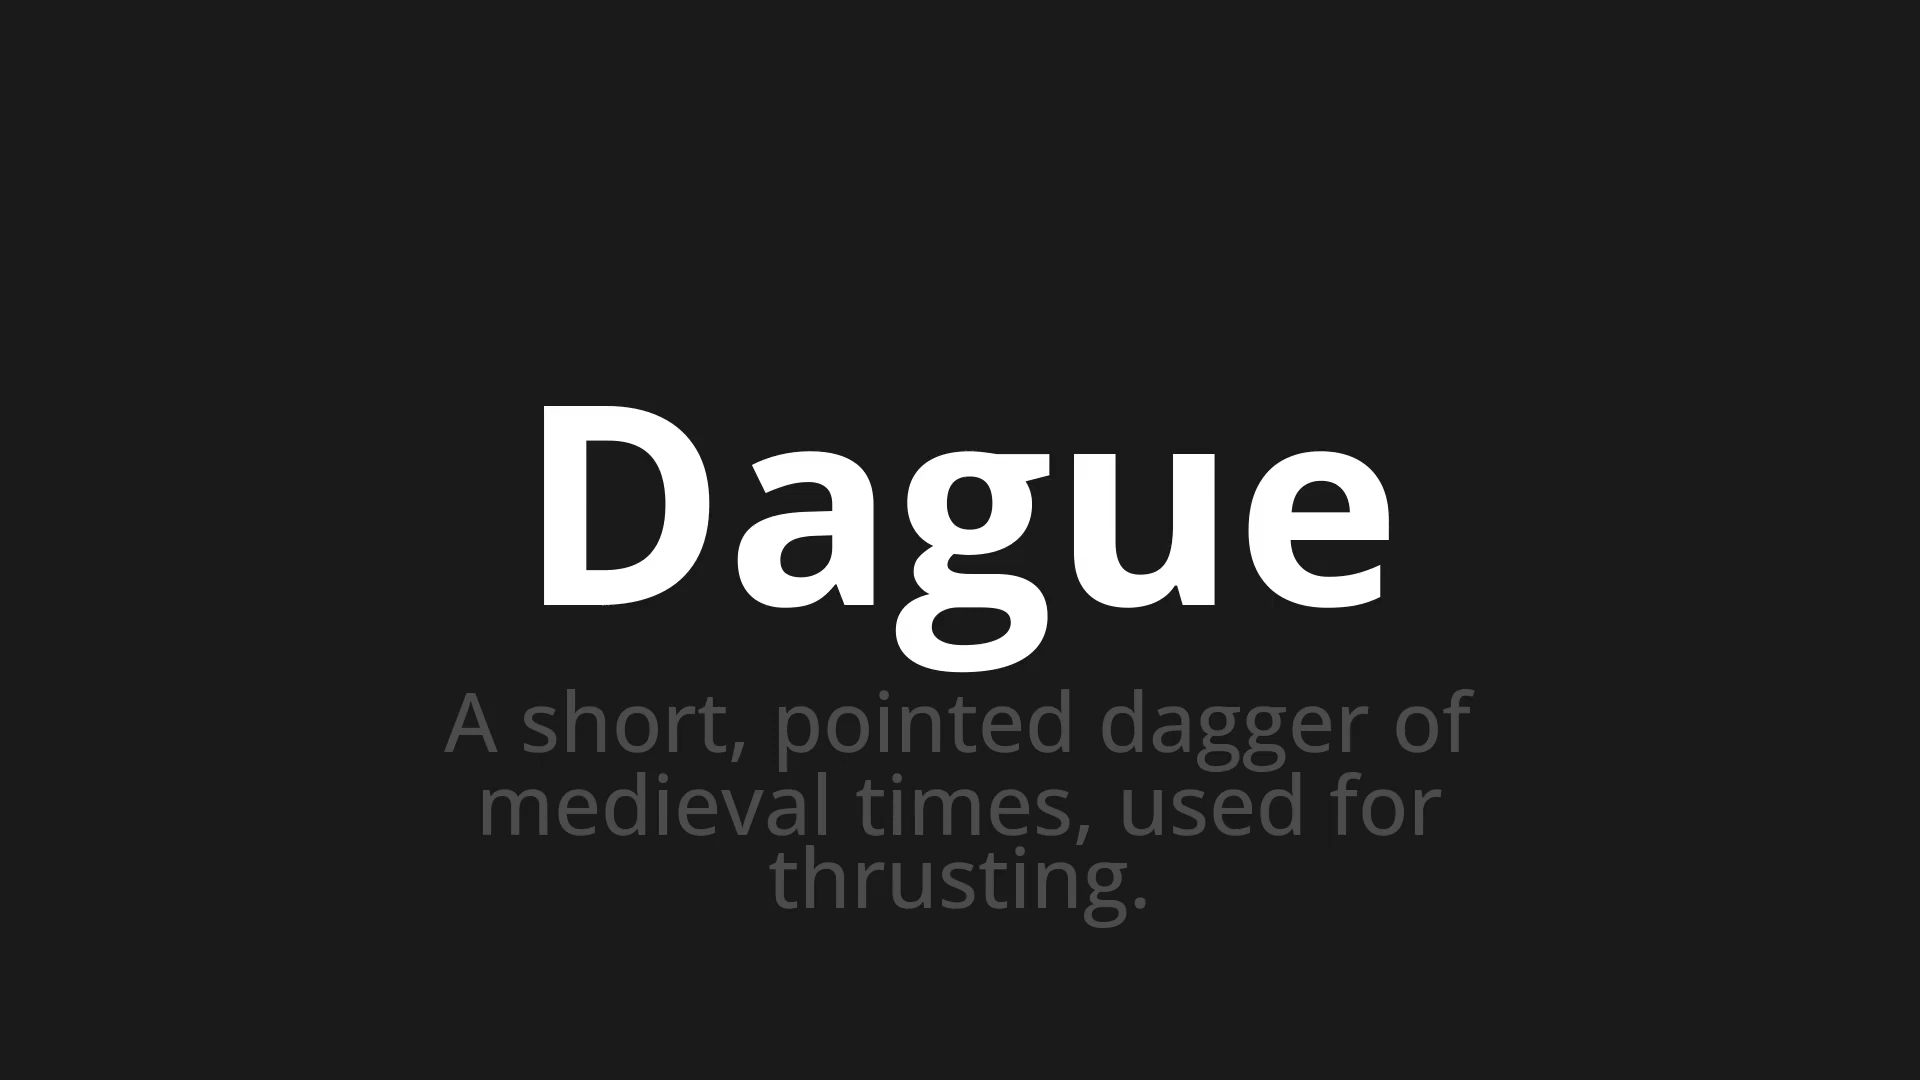 Dague
A short, pointed dagger of
medieval times, used for
thrusting.